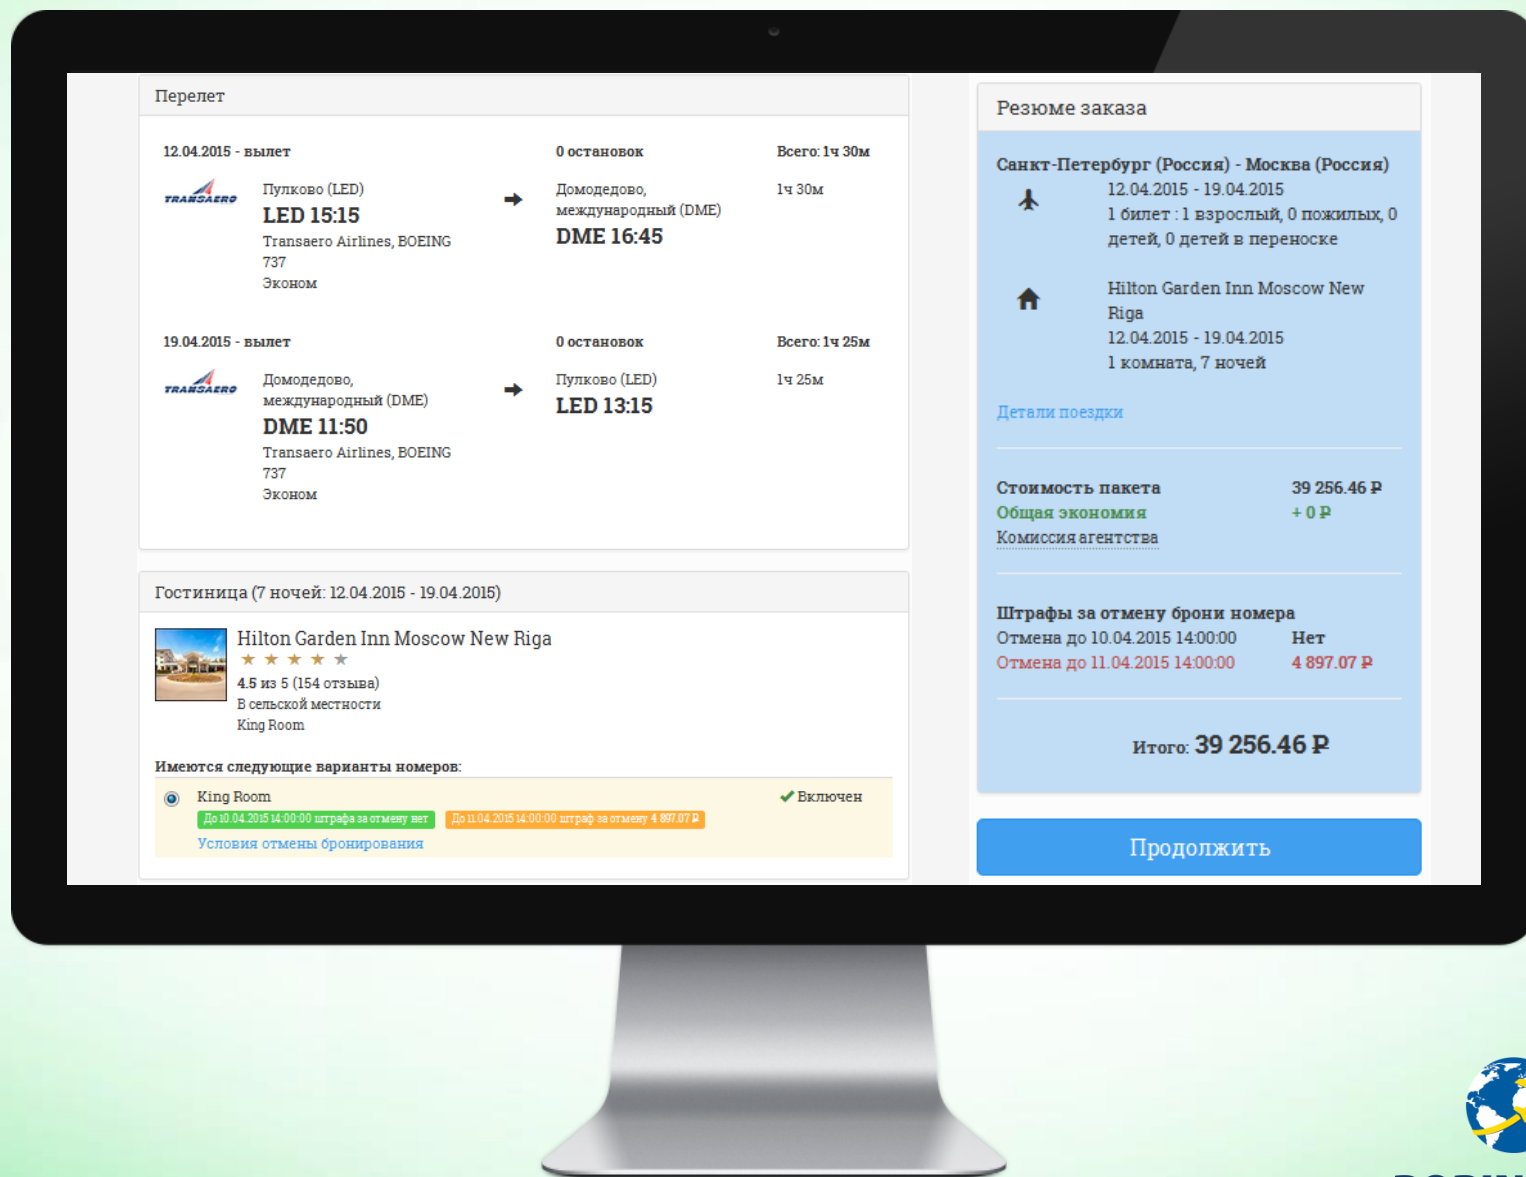 Перелет
12.04.2015 - вылет
0 остановок
Всего: 1ч 30м
TRANSAERO
Пулково (LED)
LED 15:15
Transaero Airlines, BOEING
737
Эконом
Домодедово,
международный (DME)
DME 16:45
1ч 30м
19.04.2015 - вылет
0 остановок
Всего: 1ч 25м
TRANSAERO
Домодедово,
международный (DME)
DME 11:50
Transaero Airlines, BOEING
737
Эконом
Пулково (LED)
LED 13:15
1ч 25м
Гостиница (7 ночей: 12.04.2015 - 19.04.2015)
Hilton Garden Inn Moscow New Riga
4.5 из 5 (154 отзыва)
В сельской местности
King Room
Имеются следующие варианты номеров:
King Room
Включен
До 10.04.2015 14:00:00 штрафа за отмену нет
До 11.04.2015 14:00:00 штраф за отмену 4 897.07 ₽
Условия отмены бронирования
Резюме заказа
Санкт-Петербург (Россия) - Москва (Россия)
12.04.2015 - 19.04.2015
1 билет : 1 взрослый, 0 пожилых, 0
детей, 0 детей в переноске
Hilton Garden Inn Moscow New
Riga
12.04.2015 - 19.04.2015
1 комната, 7 ночей
Детали поездки
Стоимость пакета 39 256.46 ₽
Общая экономия + 0 ₽
Комиссия агентства
Штрафы за отмену брони номера
Отмена до 10.04.2015 14:00:00 Нет
Отмена до 11.04.2015 14:00:00 4 897.07 ₽
Итого: 39 256.46 ₽
Продолжить